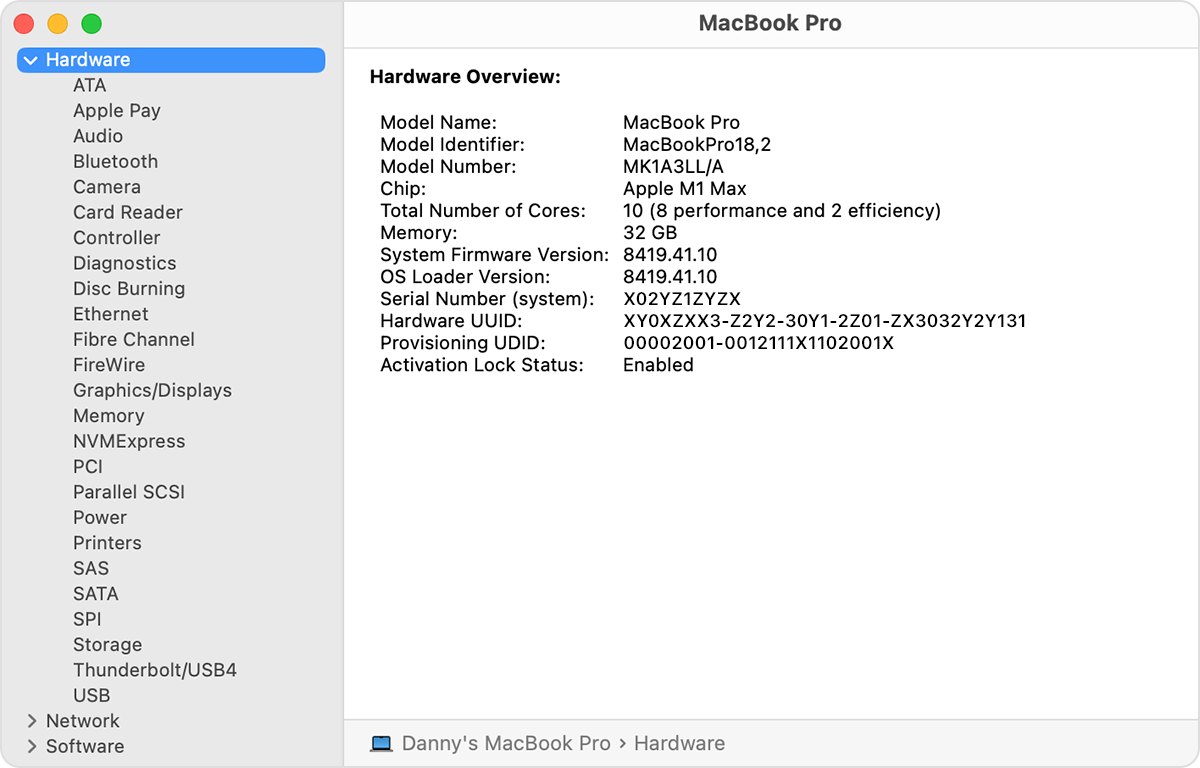 MacBook Pro
Hardware
ATA
Apple Pay
Audio
Bluetooth
Camera
Card Reader
Controller
Diagnostics
Disc Burning
Ethernet
Fibre Channel
FireWire
Graphics/Displays
Memory
NVMExpress
PCI
Parallel SCSI
Power
Printers
SAS
SATA
SPI
Storage
Thunderbolt/USB4
USB
Network
Software
Hardware Overview:
Model Name: MacBook Pro
Model Identifier: MacBookPro18,2
Model Number: MK1A3LL/A
Chip: Apple M1 Max
Total Number of Cores: 10 (8 performance and 2 efficiency)
Memory: 32 GB
System Firmware Version: 8419.41.10
OS Loader Version: 8419.41.10
Serial Number (system): X02YZ1ZYZX
Hardware UUID: XY0XZXX3-Z2Y2-30Y1-2Z01-ZX3032Y2Y131
Provisioning UDID: 00002001-0012111X1102001X
Activation Lock Status: Enabled
Danny's MacBook Pro › Hardware